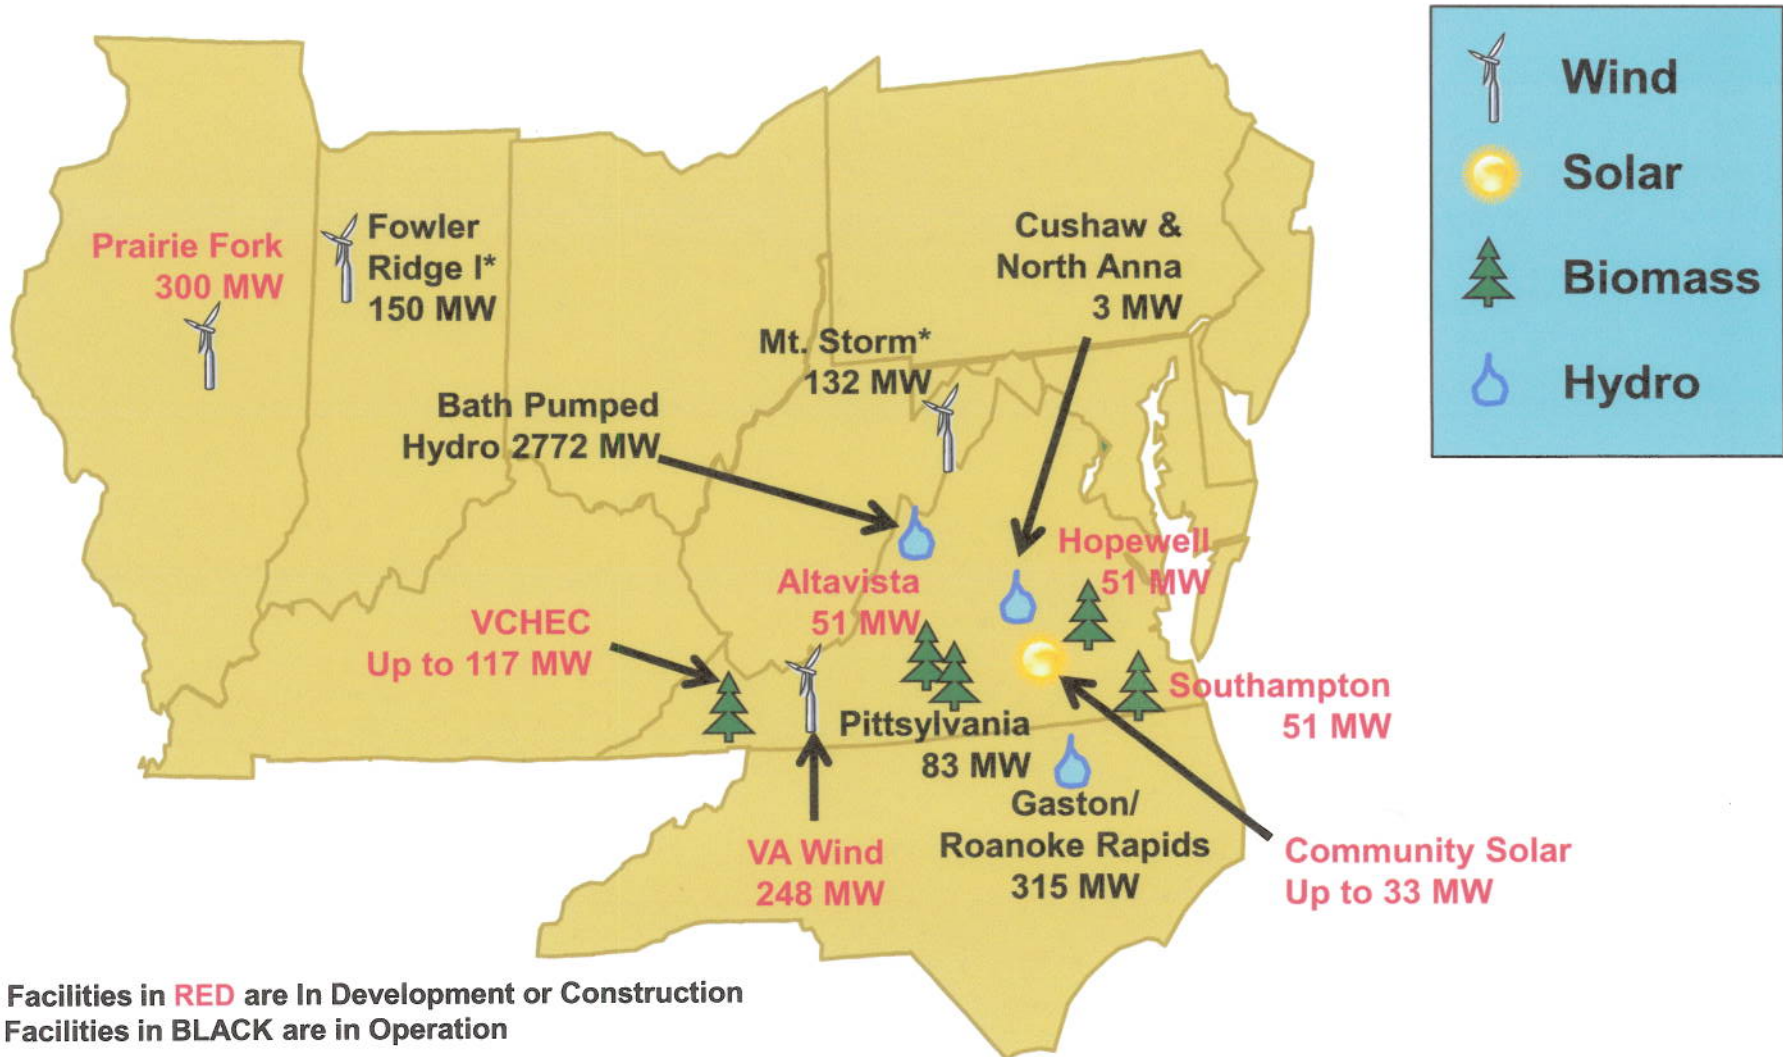 Wind
Solar
Biomass
Hydro
Prairie Fork
300 MW
Fowler
Ridge I*
150 MW
Cushaw &
North Anna
3 MW
Mt. Storm*
132 MW
Bath Pumped
Hydro 2772 MW
Hopewell
51 MW
Altavista
51 MW
VCHEC
Up to 117 MW
Southampton
51 MW
Pittsylvania
83 MW
Gaston/
Roanoke Rapids
315 MW
VA Wind
248 MW
Community Solar
Up to 33 MW
Facilities in RED are In Development or Construction
Facilities in BLACK are in Operation